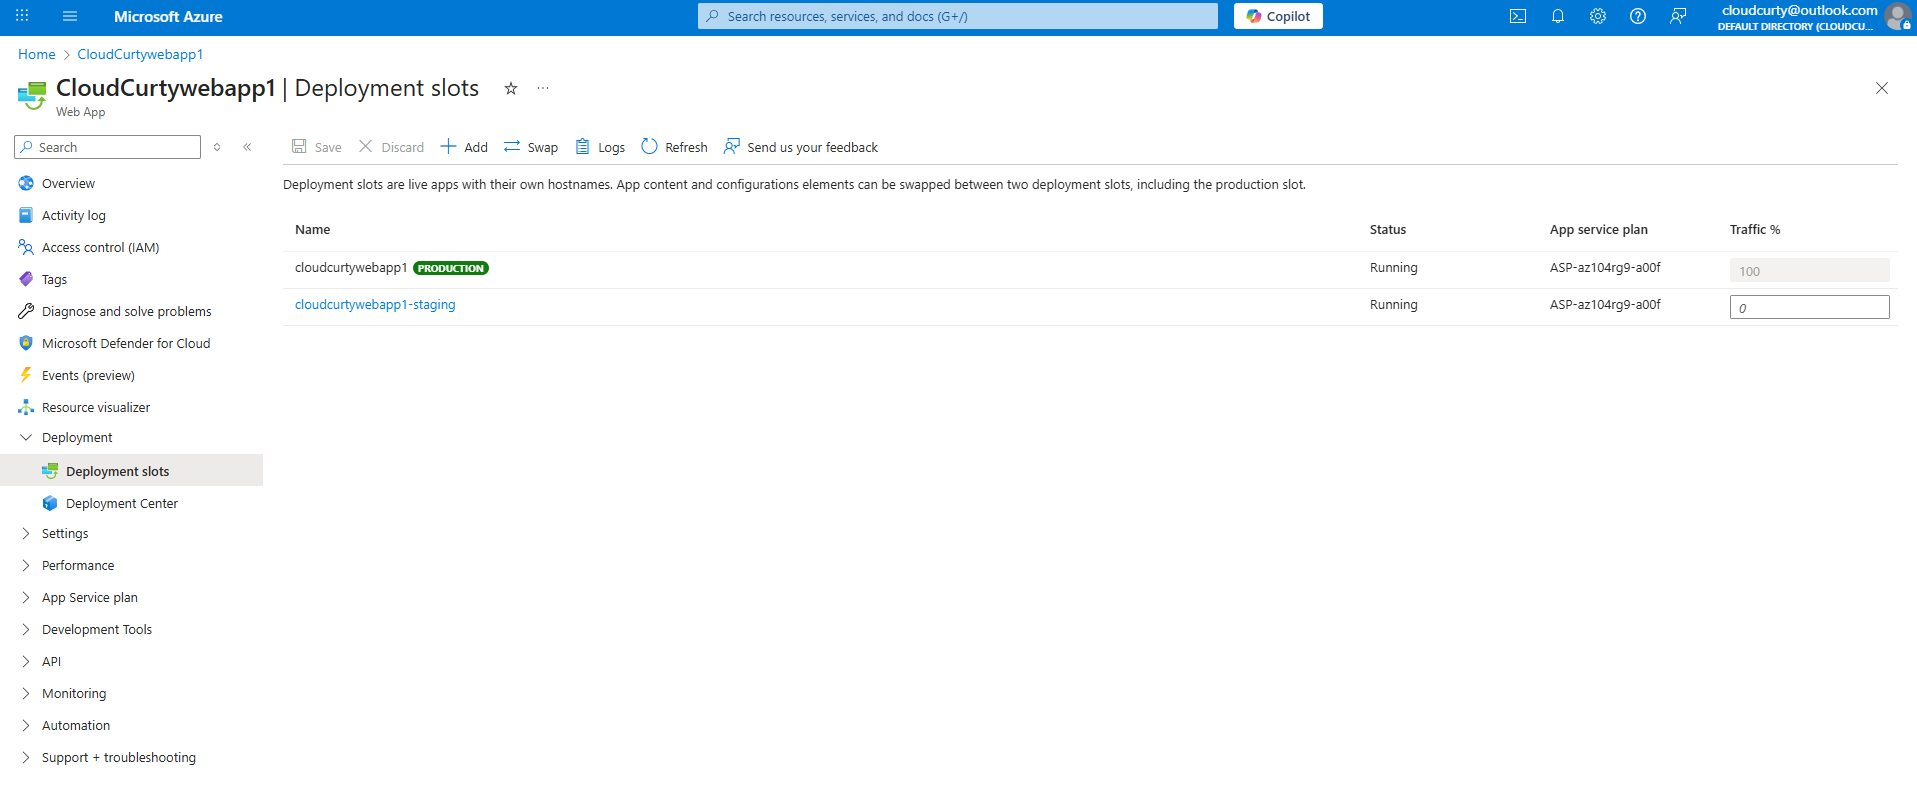 Microsoft Azure
Search resources, services, and docs (G+/)
Copilot
cloudcurty@outlook.com
DEFAULT DIRECTORY (CLOUDCU...
Home > CloudCurtywebapp1
CloudCurtywebapp1 | Deployment slots
Web App
Search
Save Discard Add Swap Logs Refresh Send us your feedback
Deployment slots are live apps with their own hostnames. App content and configurations elements can be swapped between two deployment slots, including the production slot.
Name Status App service plan Traffic %
cloudcurtywebapp1 PRODUCTION Running ASP-az104rg9-a00f 100
cloudcurtywebapp1-staging Running ASP-az104rg9-a00f 0
Overview
Activity log
Access control (IAM)
Tags
Diagnose and solve problems
Microsoft Defender for Cloud
Events (preview)
Resource visualizer
Deployment
Deployment slots
Deployment Center
Settings
Performance
App Service plan
Development Tools
API
Monitoring
Automation
Support + troubleshooting